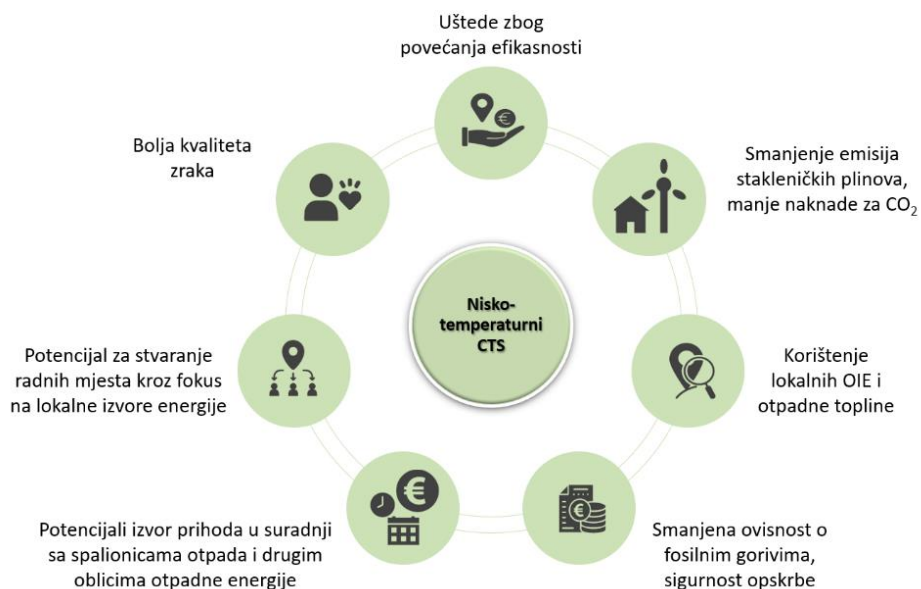 Uštede zbog
povećanja efikasnosti
Bolja kvaliteta
zraka
Smanjenje emisija
stakleničkih plinova,
manje naknade za CO₂
Nisko-
temperaturni
CTS
Potencijal za stvaranje
radnih mjesta kroz fokus
na lokalne izvore energije
Korištenje
lokalnih OIE i
otpadne topline
Potencijali izvor prihoda u suradnji
sa spalionicama otpada i drugim
oblicima otpadne energije
Smanjena ovisnost o
fosilnim gorivima,
sigurnost opskrbe